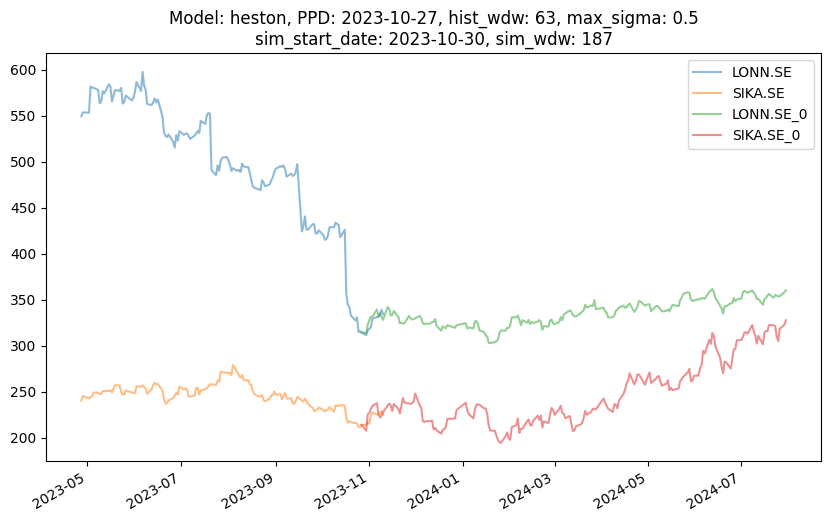 Model: heston, PPD: 2023-10-27, hist_wdw: 63, max_sigma: 0.5
sim_start_date: 2023-10-30, sim_wdw: 187
LONN.SE
SIKA.SE
LONN.SE_0
SIKA.SE_0
600
550
500
450
400
350
300
250
200
2023-05
2023-07
2023-09
2023-11
2024-01
2024-03
2024-05
2024-07